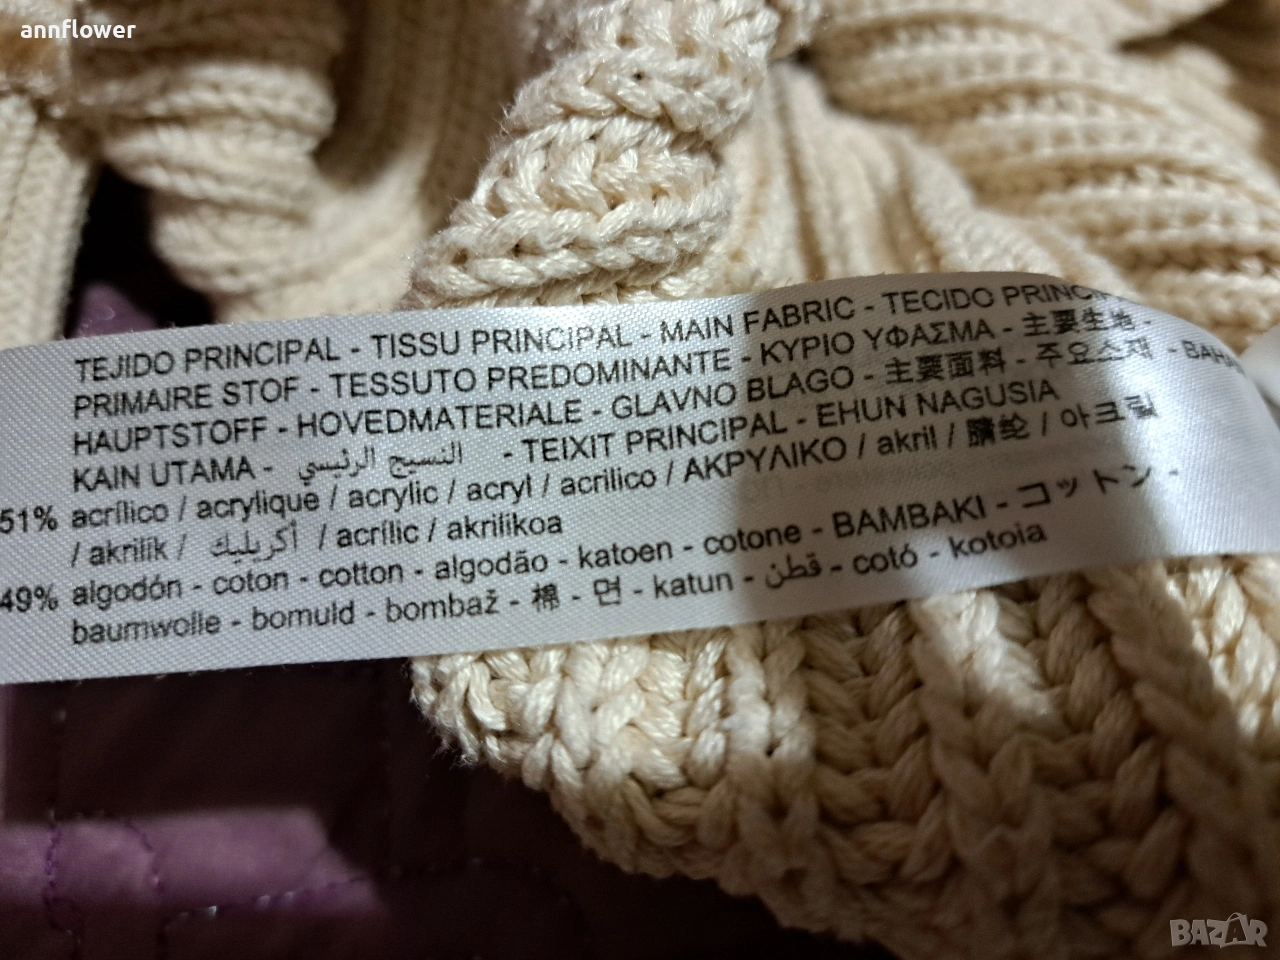 annflower
TEJIDO PRINCIPAL - TISSU PRINCIPAL - MAIN FABRIC - TECIDO
PRIMAIRE STOF - TESSUTO PREDOMINANTE - ΚΥΡΙΟ ΥΦΑΣΜΑ - 主要生地 -
HAUPTSTOFF - HOVEDMATERIALE - GLAVNO BLAGO - 主要面料 - 주요소재 -
KAIN UTAMA - النسيج الرئيسي - TEIXIT PRINCIPAL - EHUN NAGUSIA
51% acrílico / acrylique / acrylic / acryl / acrilico / ΑΚΡΥΛΙΚΟ / akril / 腈纶 / 아크릴
/ akrilik / أكريليك / acrílic / akrilikoa
49% algodón - coton - cotton - algodão - katoen - cotone - BAMBAKI - コットン -
baumwolle - bomuld - bombaž - 棉 - 면 - katun - قطن - cotó - kotoia
BAZAR